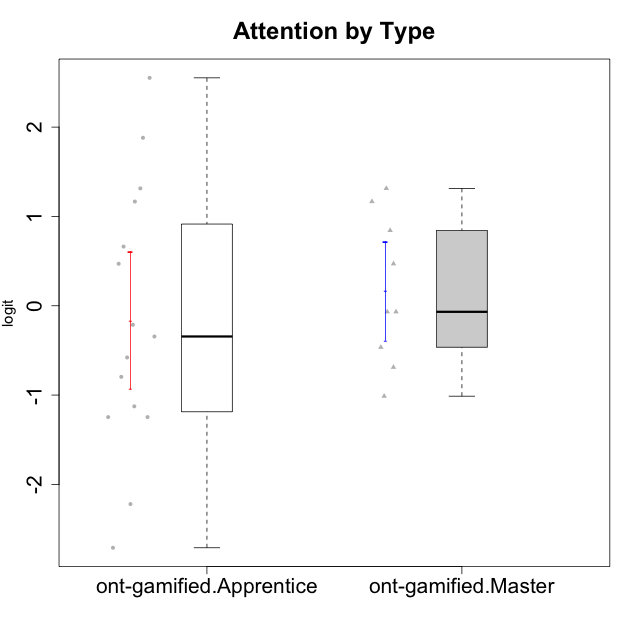 Attention by Type
logit
2
1
0
-1
-2
ont-gamified.Apprentice
ont-gamified.Master